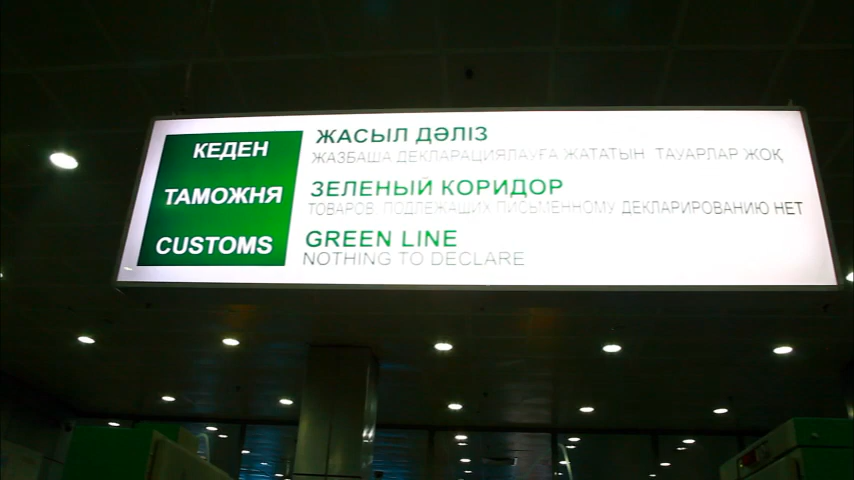 КЕДЕН
ТАМОЖНЯ
CUSTOMS
ЖАСЫЛ ДӘЛІЗ
ЖАЗБАША ДЕКЛАРАЦИЯЛАУҒА ЖАТАТЫН ТАУАРЛАР ЖОҚ
ЗЕЛЕНЫЙ КОРИДОР
ТОВАРОВ, ПОДЛЕЖАЩИХ ПИСЬМЕННОМУ ДЕКЛАРИРОВАНИЮ НЕТ
GREEN LINE
NOTHING TO DECLARE